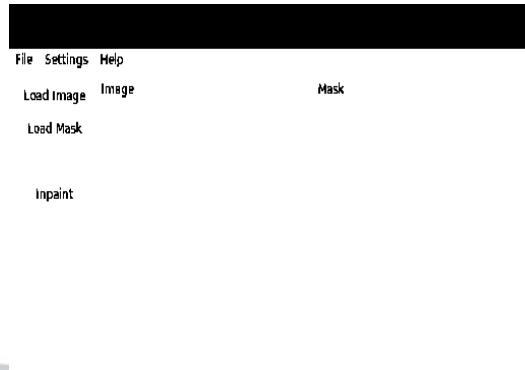 File Settings Help
Load Image Image Mask
Load Mask
Inpaint